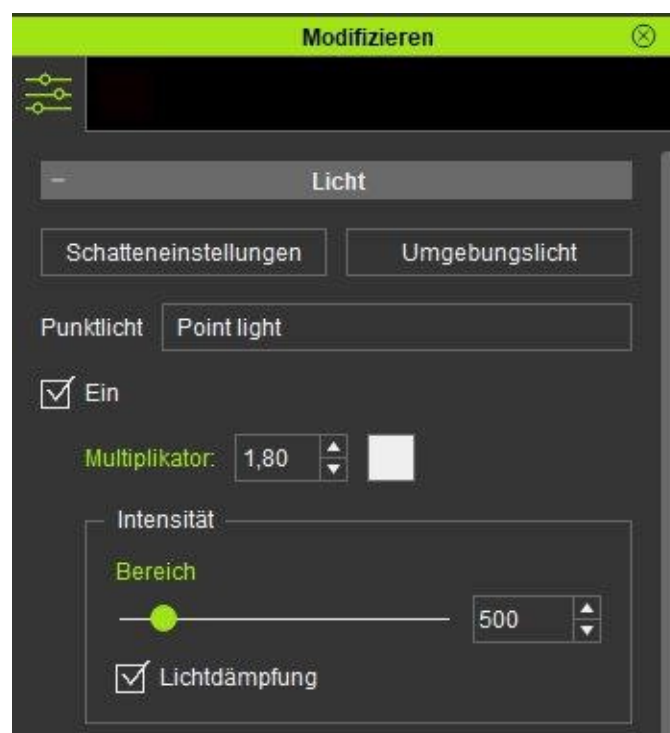 Modifizieren
Licht
Schatteneinstellungen Umgebungslicht
Punktlicht Point light
Ein
Multiplikator: 1,80
Intensität
Bereich
500
Lichtdämpfung